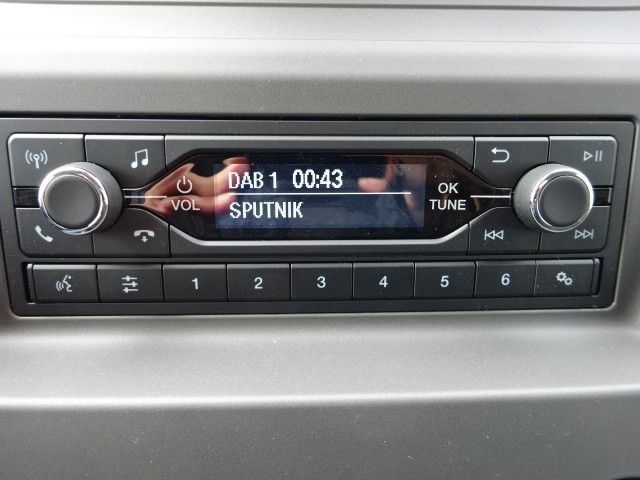 DAB 1 00:43
SPUTNIK
VOL
OK
TUNE
1 2 3 4 5 6